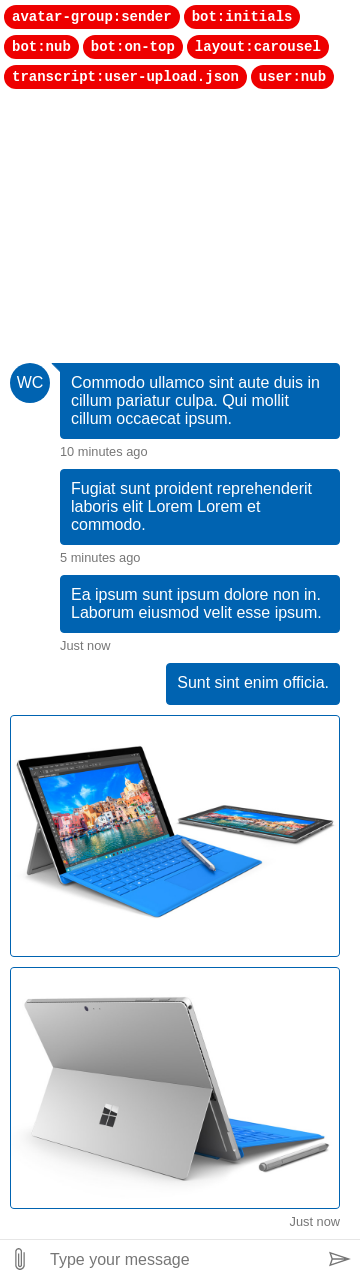 avatar-group:sender bot:initials
bot:nub bot:on-top layout:carousel
transcript:user-upload.json user:nub
WC
Commodo ullamco sint aute duis in
cillum pariatur culpa. Qui mollit
cillum occaecat ipsum.
10 minutes ago
Fugiat sunt proident reprehenderit
laboris elit Lorem Lorem et
commodo.
5 minutes ago
Ea ipsum sunt ipsum dolore non in.
Laborum eiusmod velit esse ipsum.
Just now
Sunt sint enim officia.
Just now
Type your message